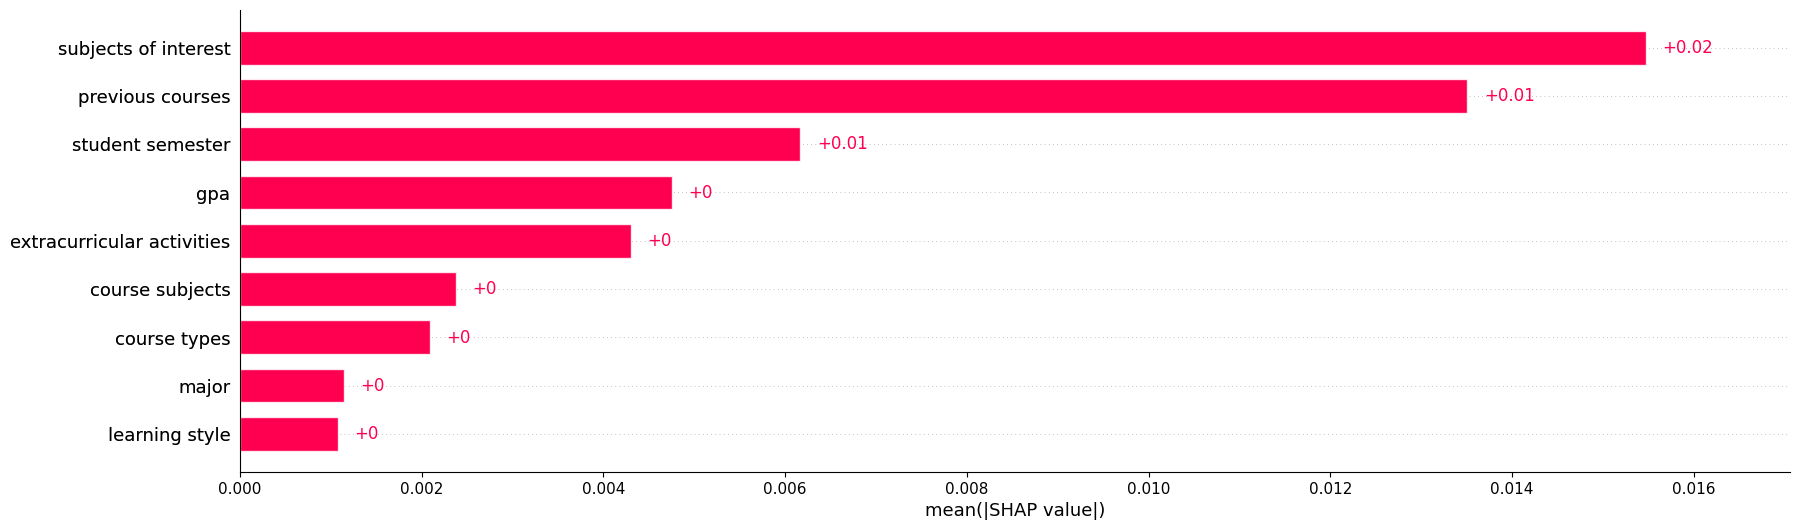 subjects of interest +0.02
previous courses +0.01
student semester +0.01
gpa +0
extracurricular activities +0
course subjects +0
course types +0
major +0
learning style +0
0.000 0.002 0.004 0.006 0.008 0.010 0.012 0.014 0.016
mean(|SHAP value|)